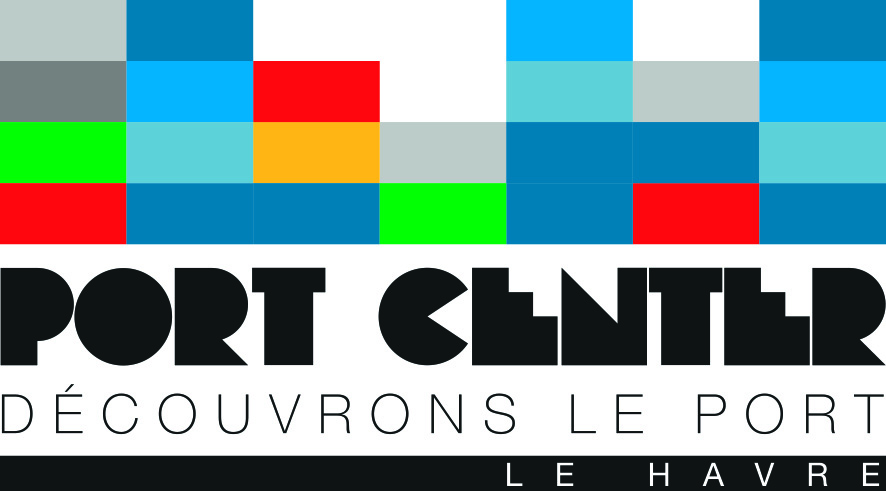 PORT CENTER
DÉCOUVRONS LE PORT
LE HAVRE